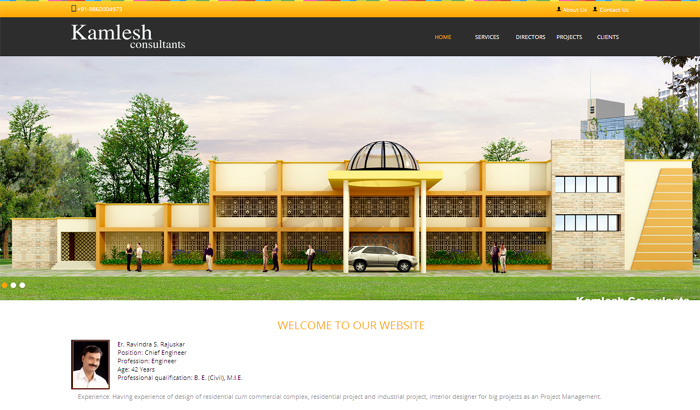 +91-9860004973
About Us
Contact Us
Kamlesh
consultants
HOME SERVICES DIRECTORS PROJECTS CLIENTS
Kamlesh Consulants
WELCOME TO OUR WEBSITE
Er. Ravindra S. Rajuskar
Position: Chief Engineer
Profession: Engineer
Age: 42 Years
Professional qualification: B. E. (Civil), M.I.E.
Experience: Having experience of design of residential cum commercial complex, residential project and industrial project, interior designer for big projects as an Project Management.